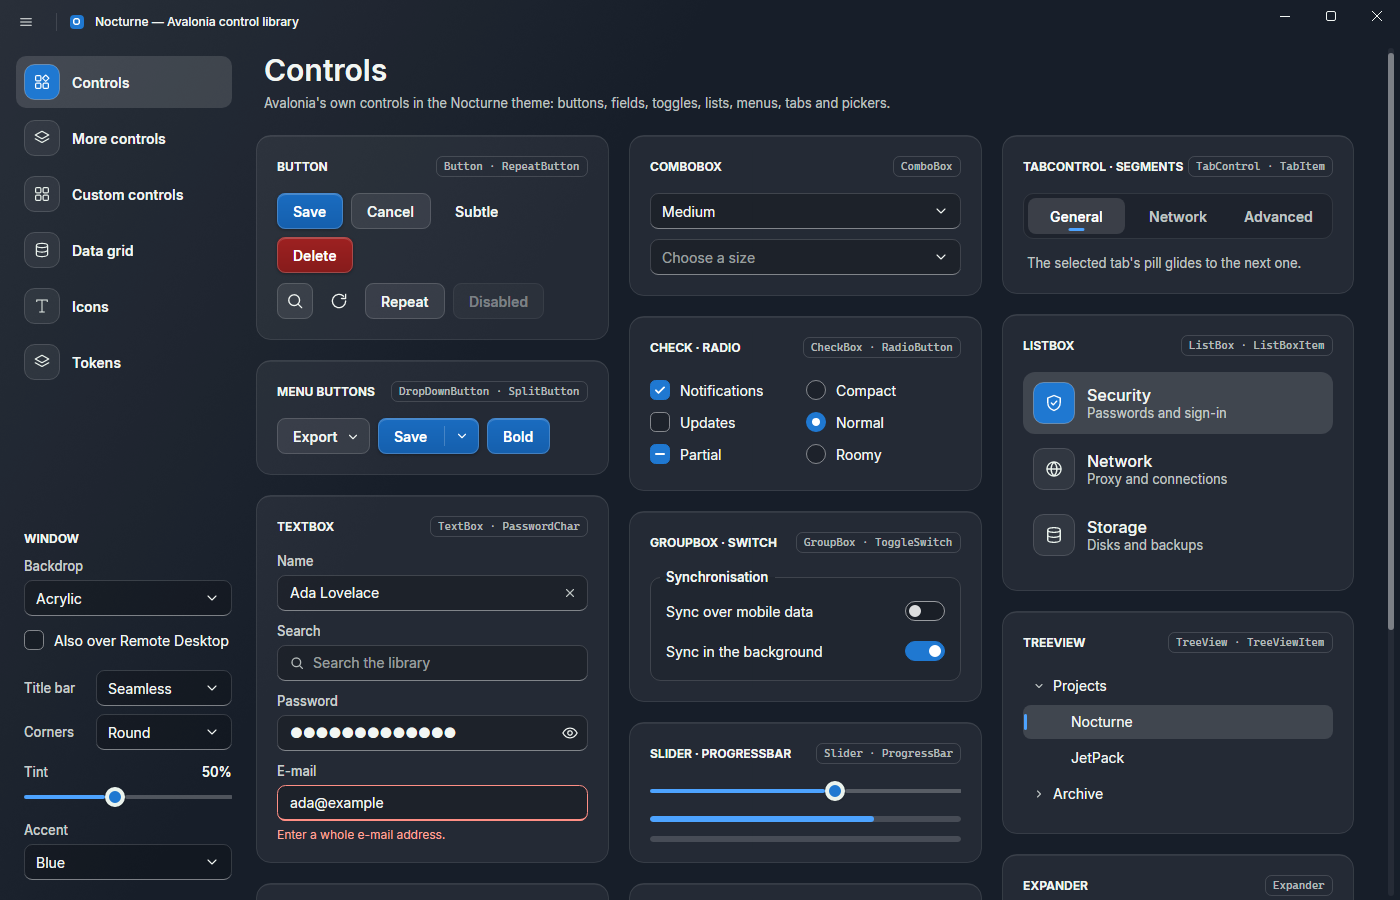 Nocturne — Avalonia control library
Controls
More controls
Custom controls
Data grid
Icons
Tokens
WINDOW
Backdrop
Acrylic
Also over Remote Desktop
Title bar
Seamless
Corners
Round
Tint
50%
Accent
Blue
Controls
Avalonia's own controls in the Nocturne theme: buttons, fields, toggles, lists, menus, tabs and pickers.
BUTTON
Button · RepeatButton
Save
Cancel
Subtle
Delete
Repeat
Disabled
MENU BUTTONS
DropDownButton · SplitButton
Export
Save
Bold
TEXTBOX
TextBox · PasswordChar
Name
Ada Lovelace
Search
Search the library
Password
●●●●●●●●●●●●●
E-mail
ada@example
Enter a whole e-mail address.
COMBOBOX
ComboBox
Medium
Choose a size
CHECK · RADIO
CheckBox · RadioButton
Notifications
Compact
Updates
Normal
Partial
Roomy
GROUPBOX · SWITCH
GroupBox · ToggleSwitch
Synchronisation
Sync over mobile data
Sync in the background
SLIDER · PROGRESSBAR
Slider · ProgressBar
TABCONTROL · SEGMENTS
TabControl · TabItem
General
Network
Advanced
The selected tab's pill glides to the next one.
LISTBOX
ListBox · ListBoxItem
Security
Passwords and sign-in
Network
Proxy and connections
Storage
Disks and backups
TREEVIEW
TreeView · TreeViewItem
Projects
Nocturne
JetPack
Archive
EXPANDER
Expander